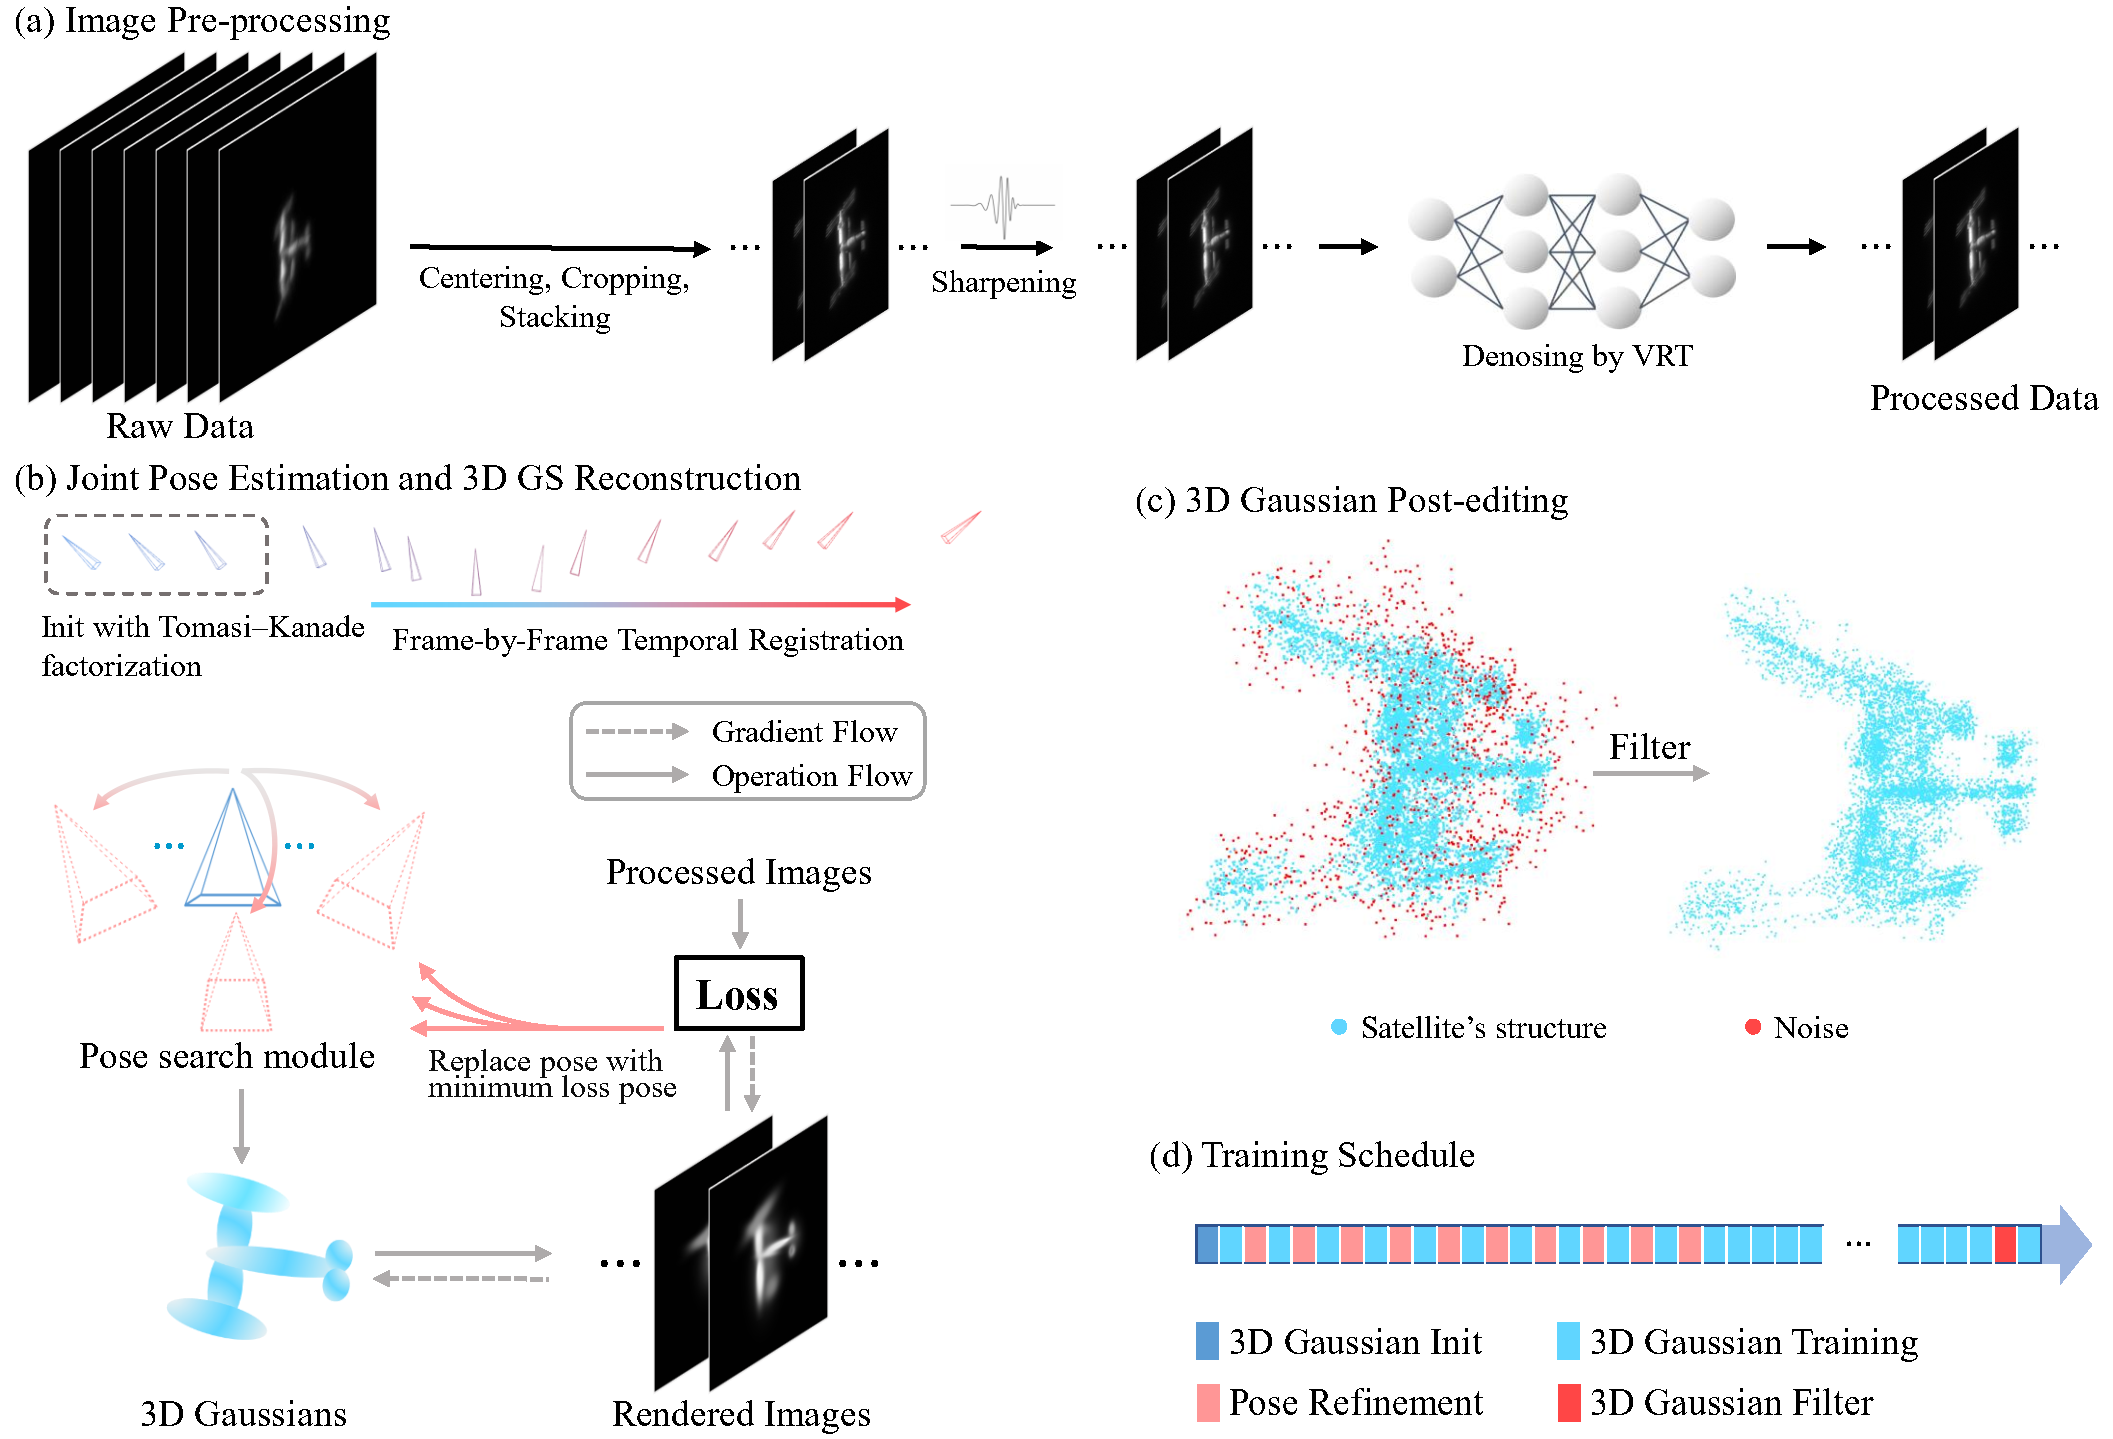 (a) Image Pre-processing
Centering, Cropping,
Stacking
Sharpening
Denosing by VRT
Raw Data
Processed Data
(b) Joint Pose Estimation and 3D GS Reconstruction
Init with Tomasi–Kanade
factorization
Frame-by-Frame Temporal Registration
Gradient Flow
Operation Flow
Processed Images
Loss
Replace pose with
minimum loss pose
Pose search module
3D Gaussians
Rendered Images
(c) 3D Gaussian Post-editing
Filter
Satellite’s structure
Noise
(d) Training Schedule
3D Gaussian Init
3D Gaussian Training
Pose Refinement
3D Gaussian Filter